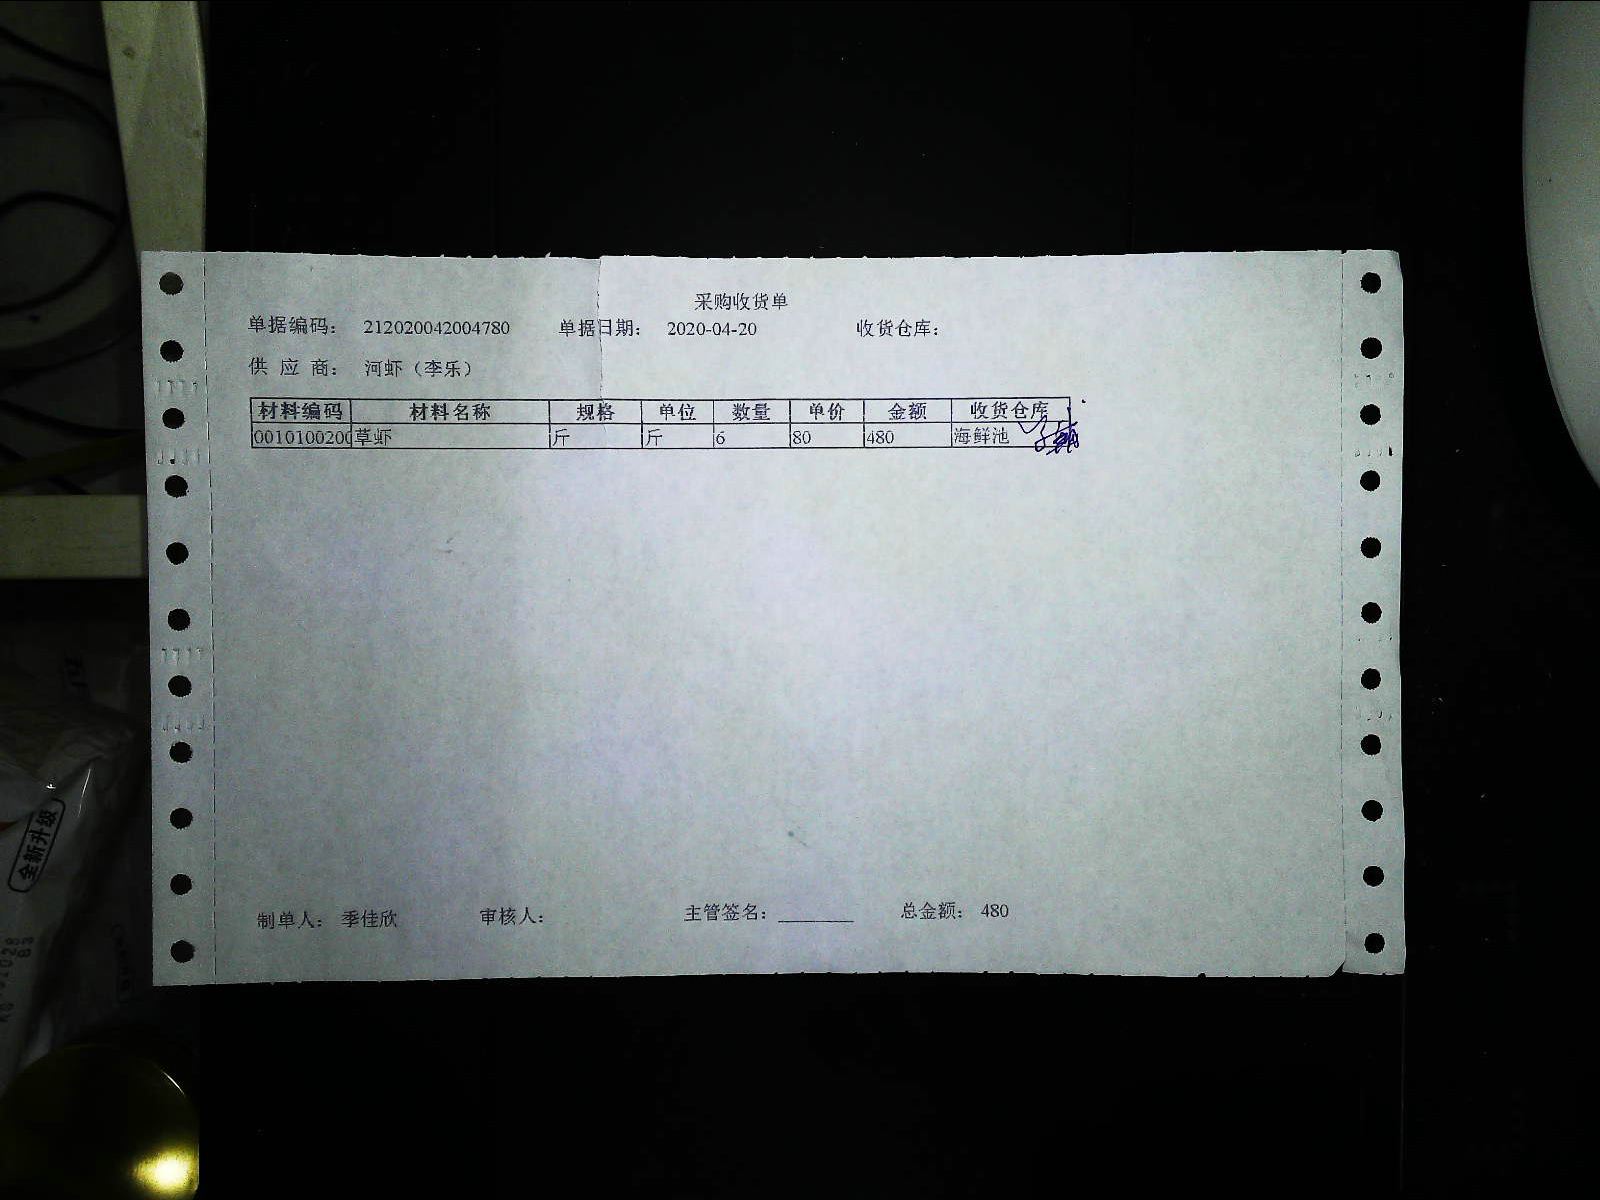 采购收货单
单据编码: 212020042004780 单据日期: 2020-04-20 收货仓库:
供 应 商: 河虾（李乐）
材料编码 材料名称 规格 单位 数量 单价 金额 收货仓库
0010100200 草虾 斤 斤 6 80 480 海鲜池
制单人: 季佳欣 审核人: 主管签名: ________ 总金额: 480
全新升级